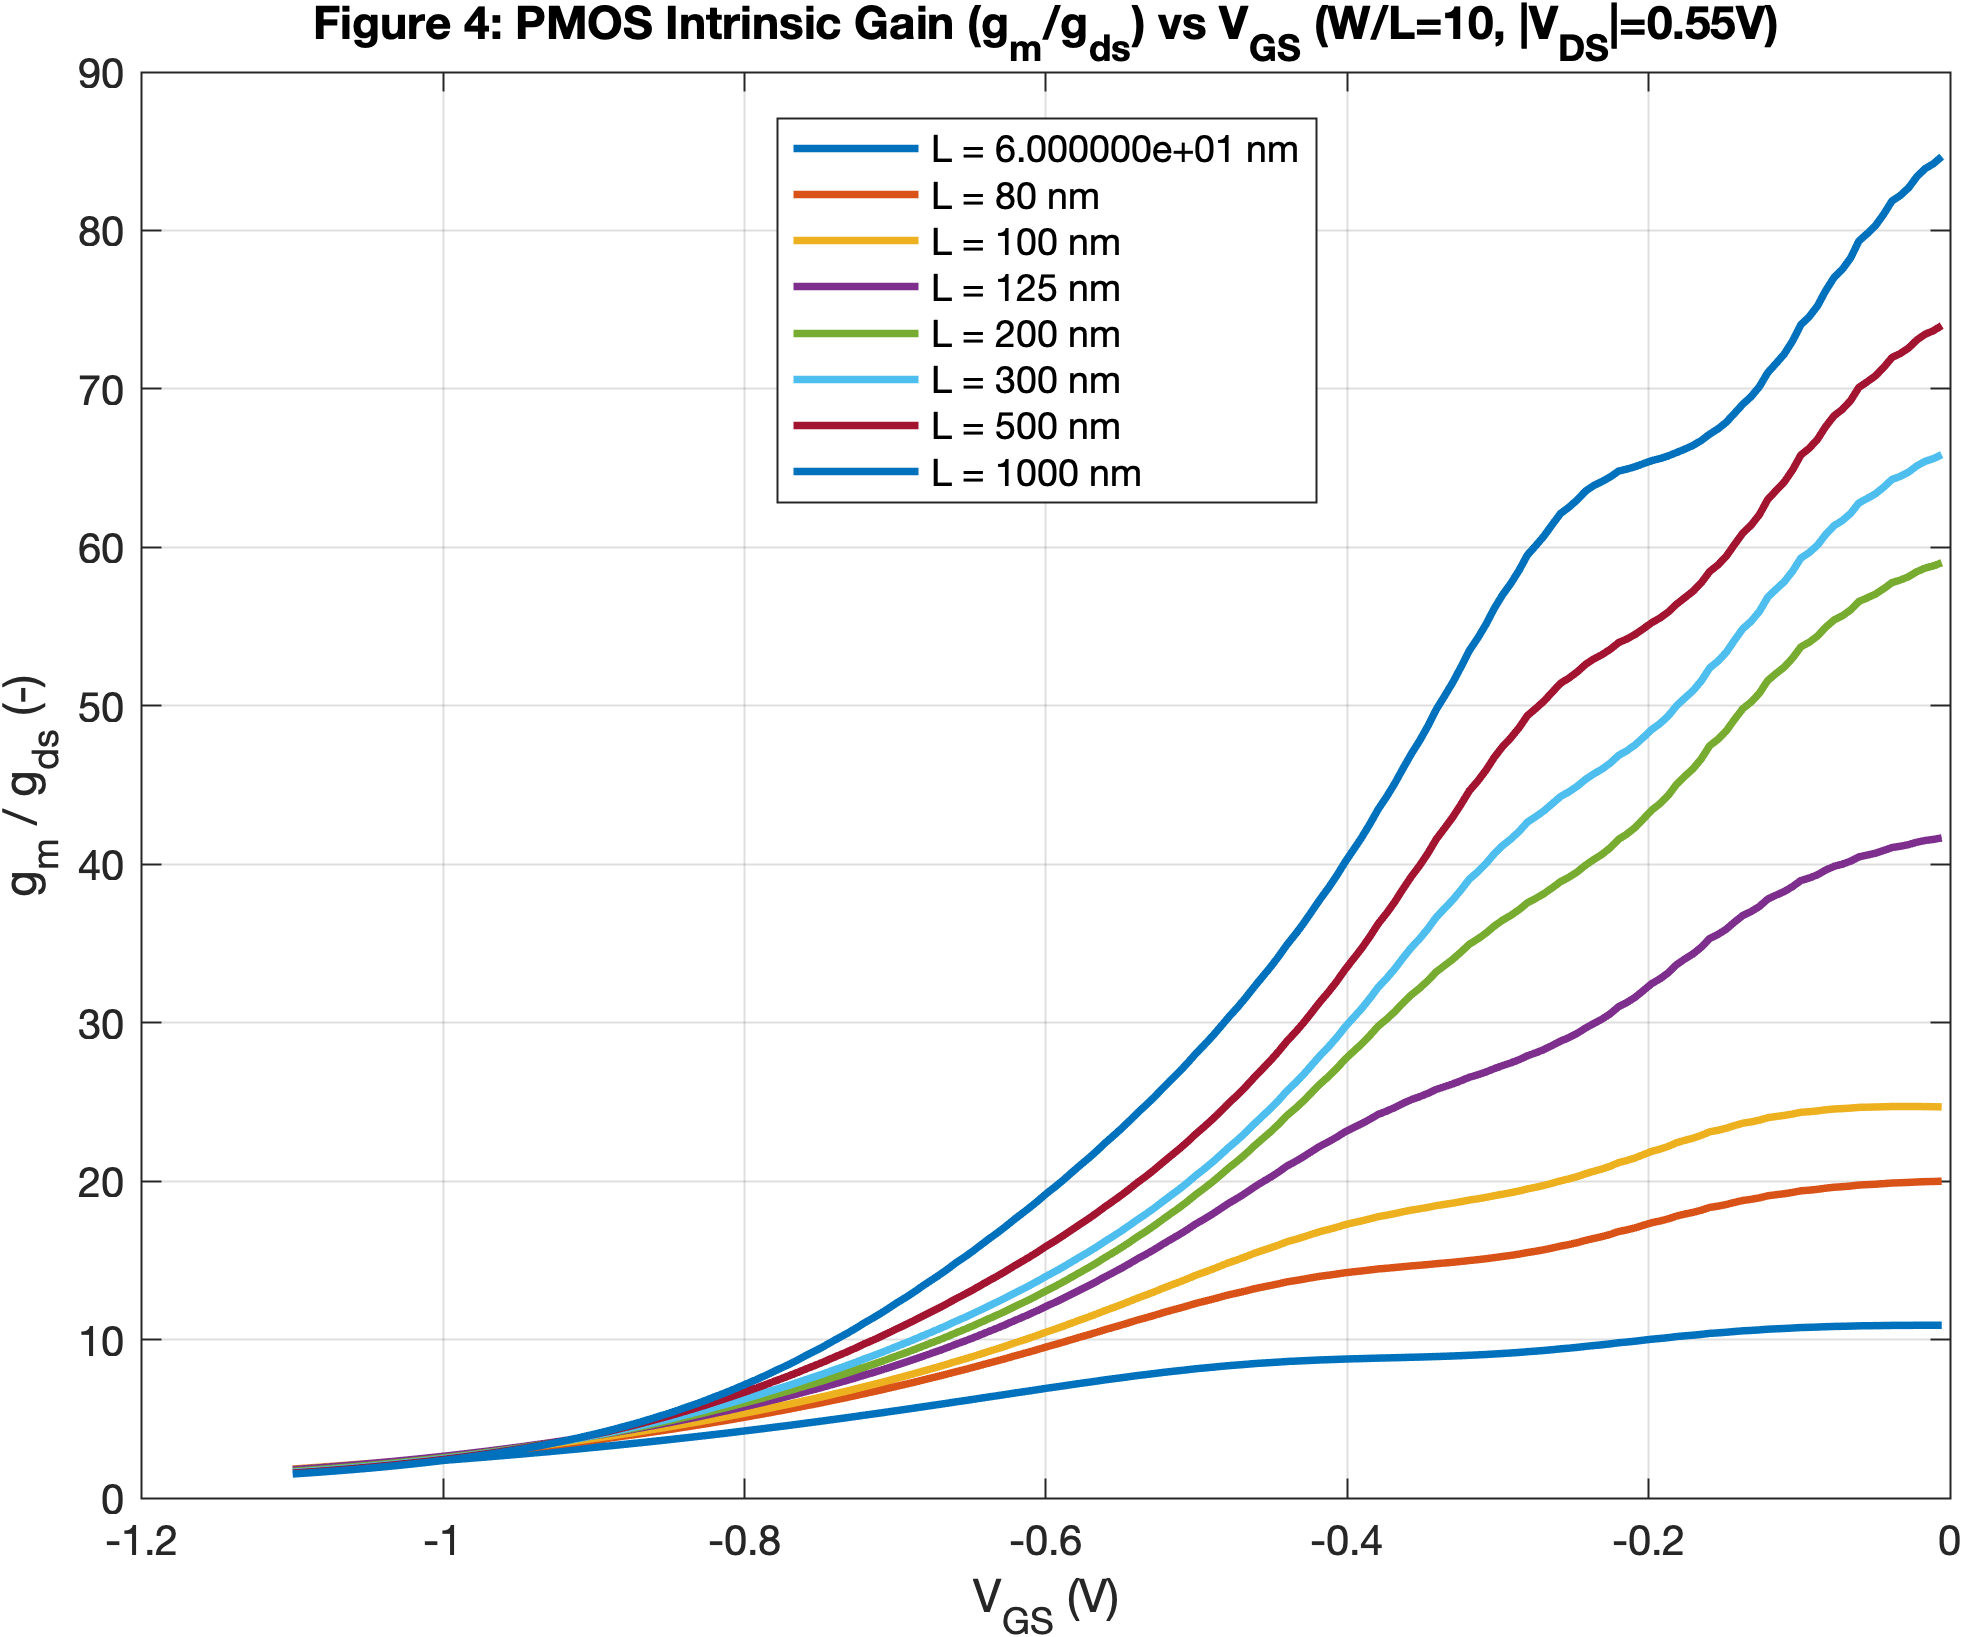 Figure 4: PMOS Intrinsic Gain (gm/gds) vs VGS (W/L=10, |VDS|=0.55V)
90
80
70
60
50
40
30
20
10
0
gm / gds (-)
L = 6.000000e+01 nm
L = 80 nm
L = 100 nm
L = 125 nm
L = 200 nm
L = 300 nm
L = 500 nm
L = 1000 nm
-1.2 -1 -0.8 -0.6 -0.4 -0.2 0
VGS (V)